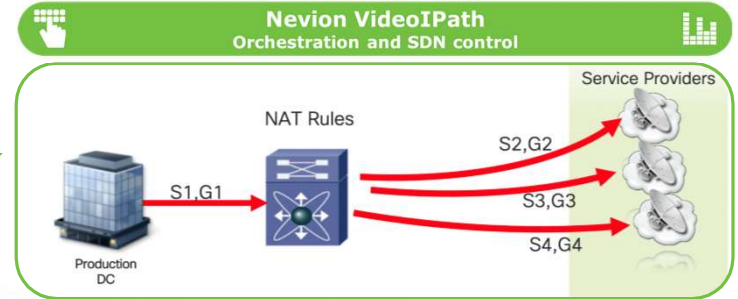 Nevion VideoIPath
Orchestration and SDN control
Service Providers
NAT Rules
S2,G2
S1,G1
S3,G3
S4,G4
Production
DC